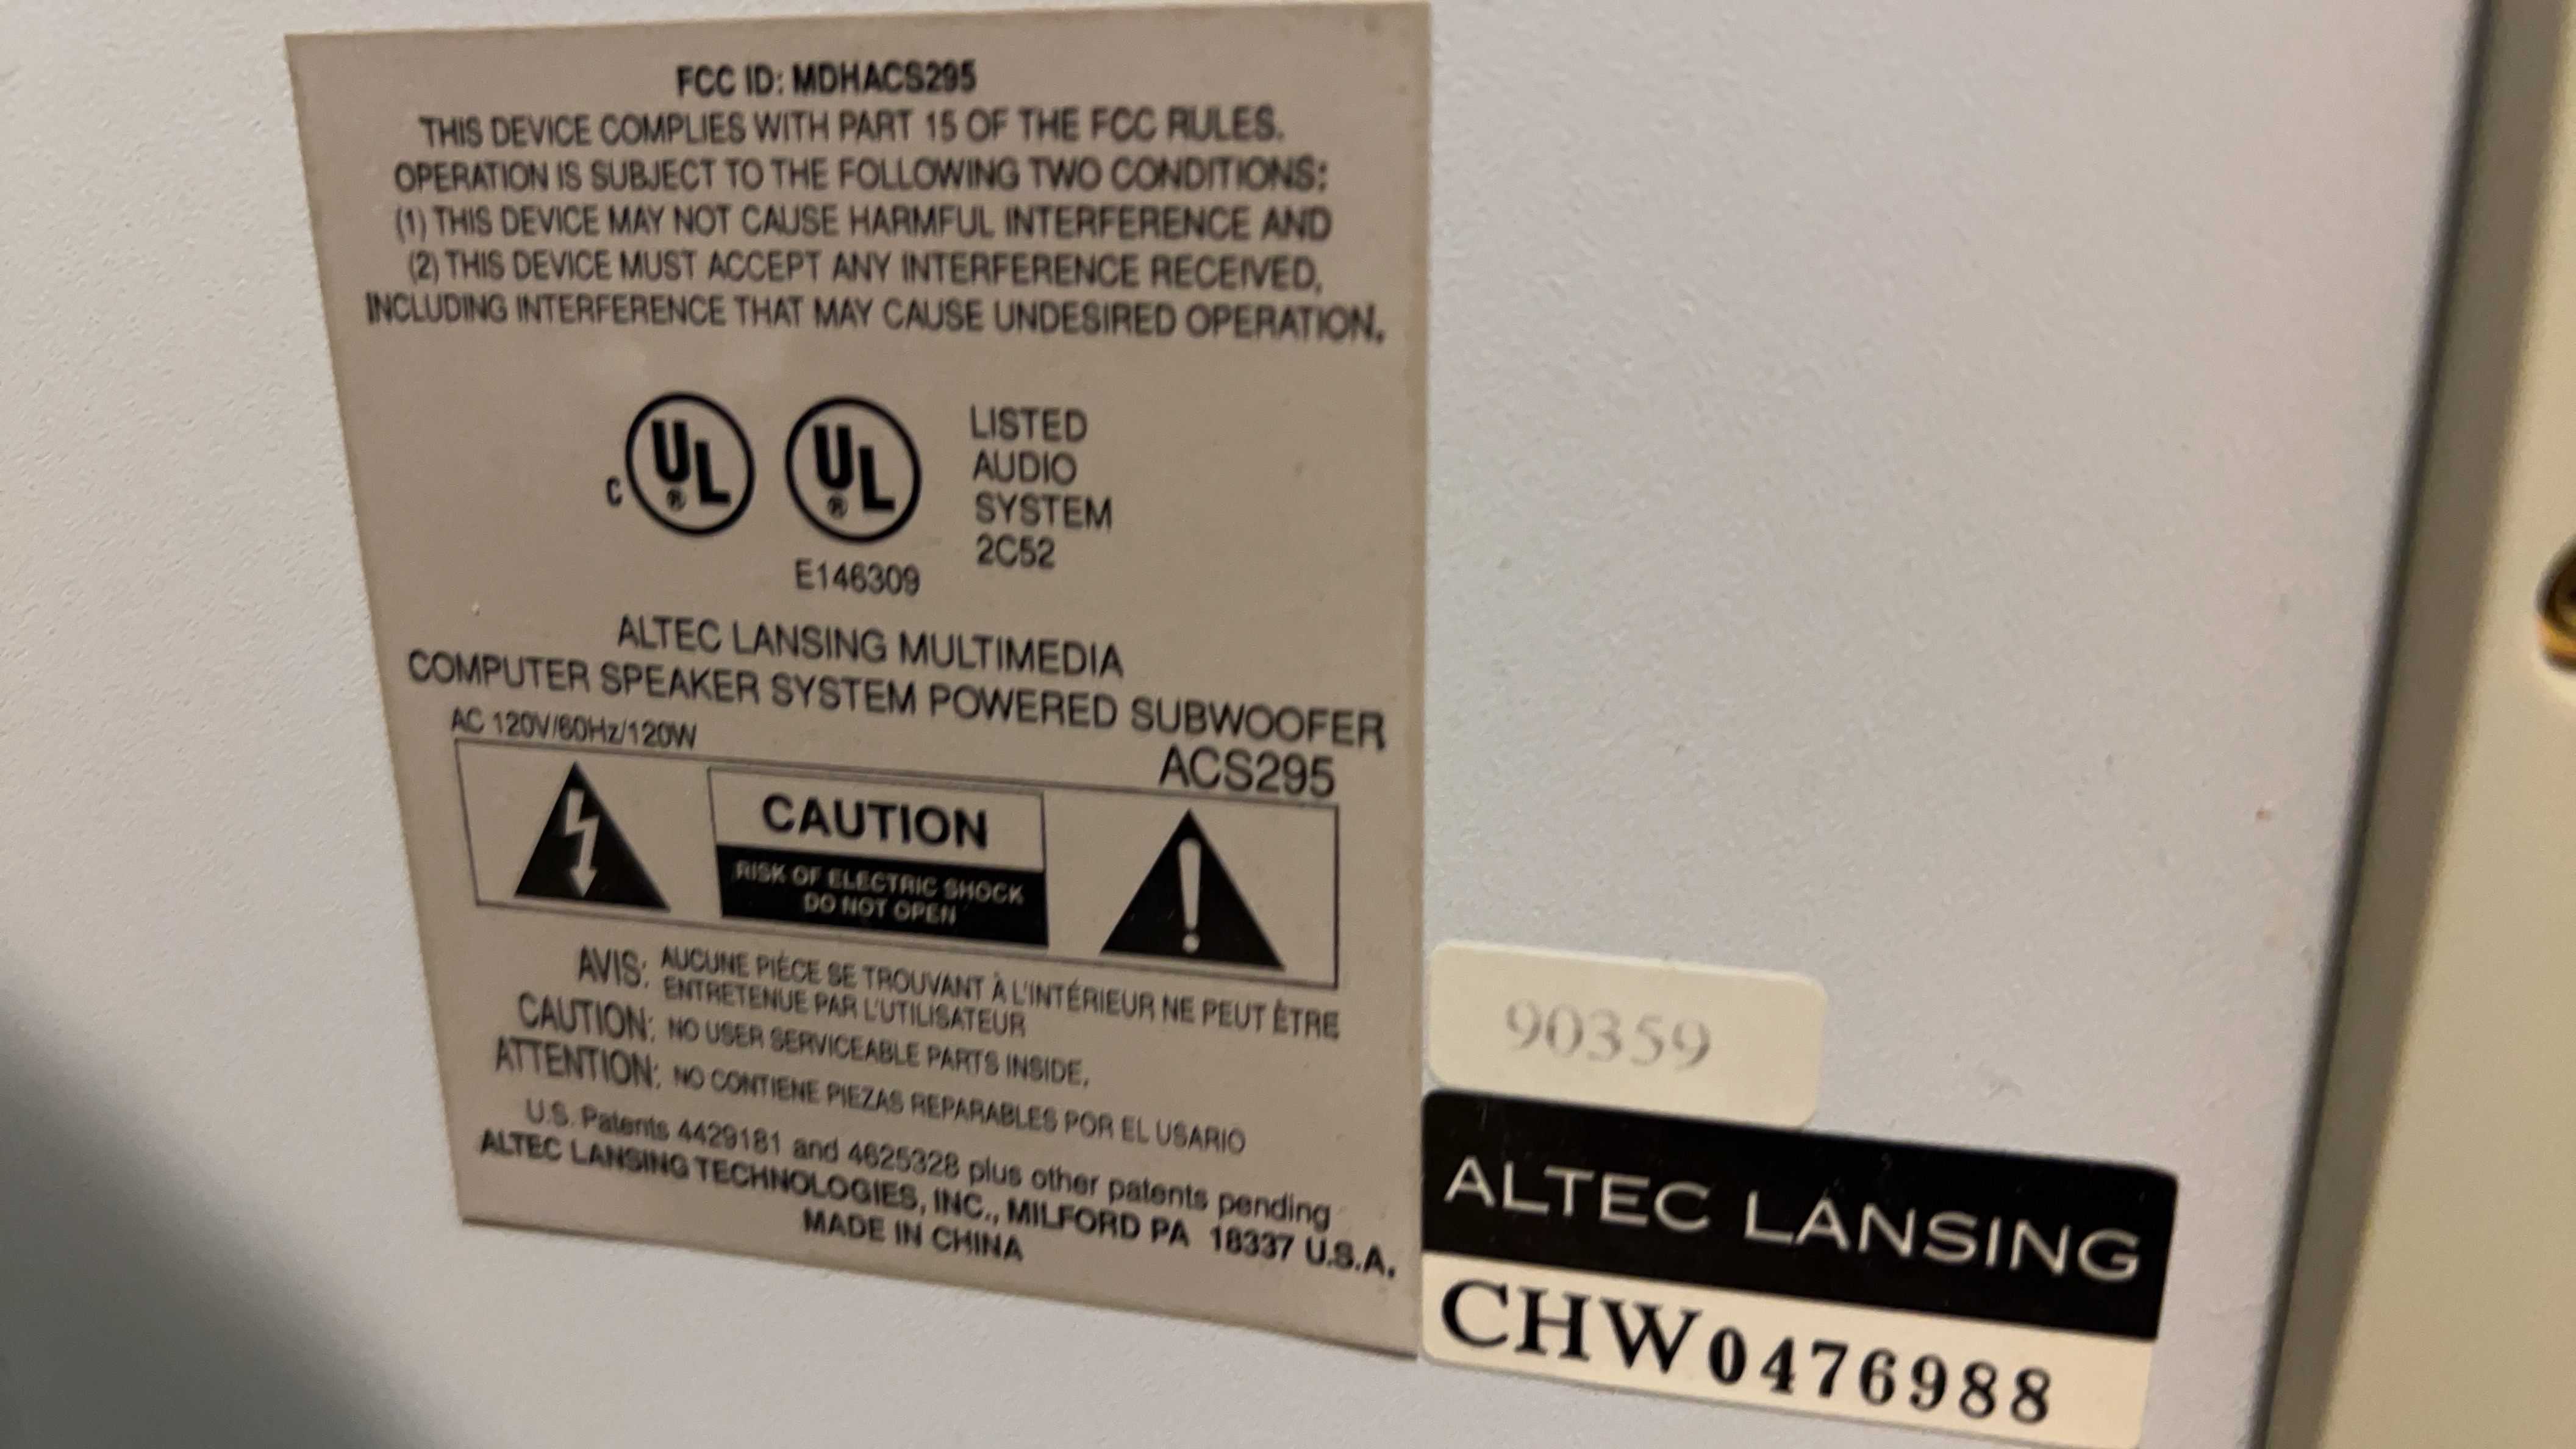 FCC ID: MDHACS295
THIS DEVICE COMPLIES WITH PART 15 OF THE FCC RULES.
OPERATION IS SUBJECT TO THE FOLLOWING TWO CONDITIONS:
(1) THIS DEVICE MAY NOT CAUSE HARMFUL INTERFERENCE AND
(2) THIS DEVICE MUST ACCEPT ANY INTERFERENCE RECEIVED,
INCLUDING INTERFERENCE THAT MAY CAUSE UNDESIRED OPERATION.
C UL® UL®
E146309
LISTED
AUDIO
SYSTEM
2C52
ALTEC LANSING MULTIMEDIA
COMPUTER SPEAKER SYSTEM POWERED SUBWOOFER
AC 120V/60Hz/120W
ACS295
CAUTION
RISK OF ELECTRIC SHOCK
DO NOT OPEN
AVIS: AUCUNE PIÈCE SE TROUVANT À L'INTÉRIEUR NE PEUT ÊTRE
ENTRETENUE PAR L'UTILISATEUR
CAUTION: NO USER SERVICEABLE PARTS INSIDE,
ATTENTION: NO CONTIENE PIEZAS REPARABLES POR EL USARIO
U.S. Patents 4429181 and 4625328 plus other patents pending
ALTEC LANSING TECHNOLOGIES, INC., MILFORD PA 18337 U.S.A.
MADE IN CHINA
90359
ALTEC LANSING
CHW0476988